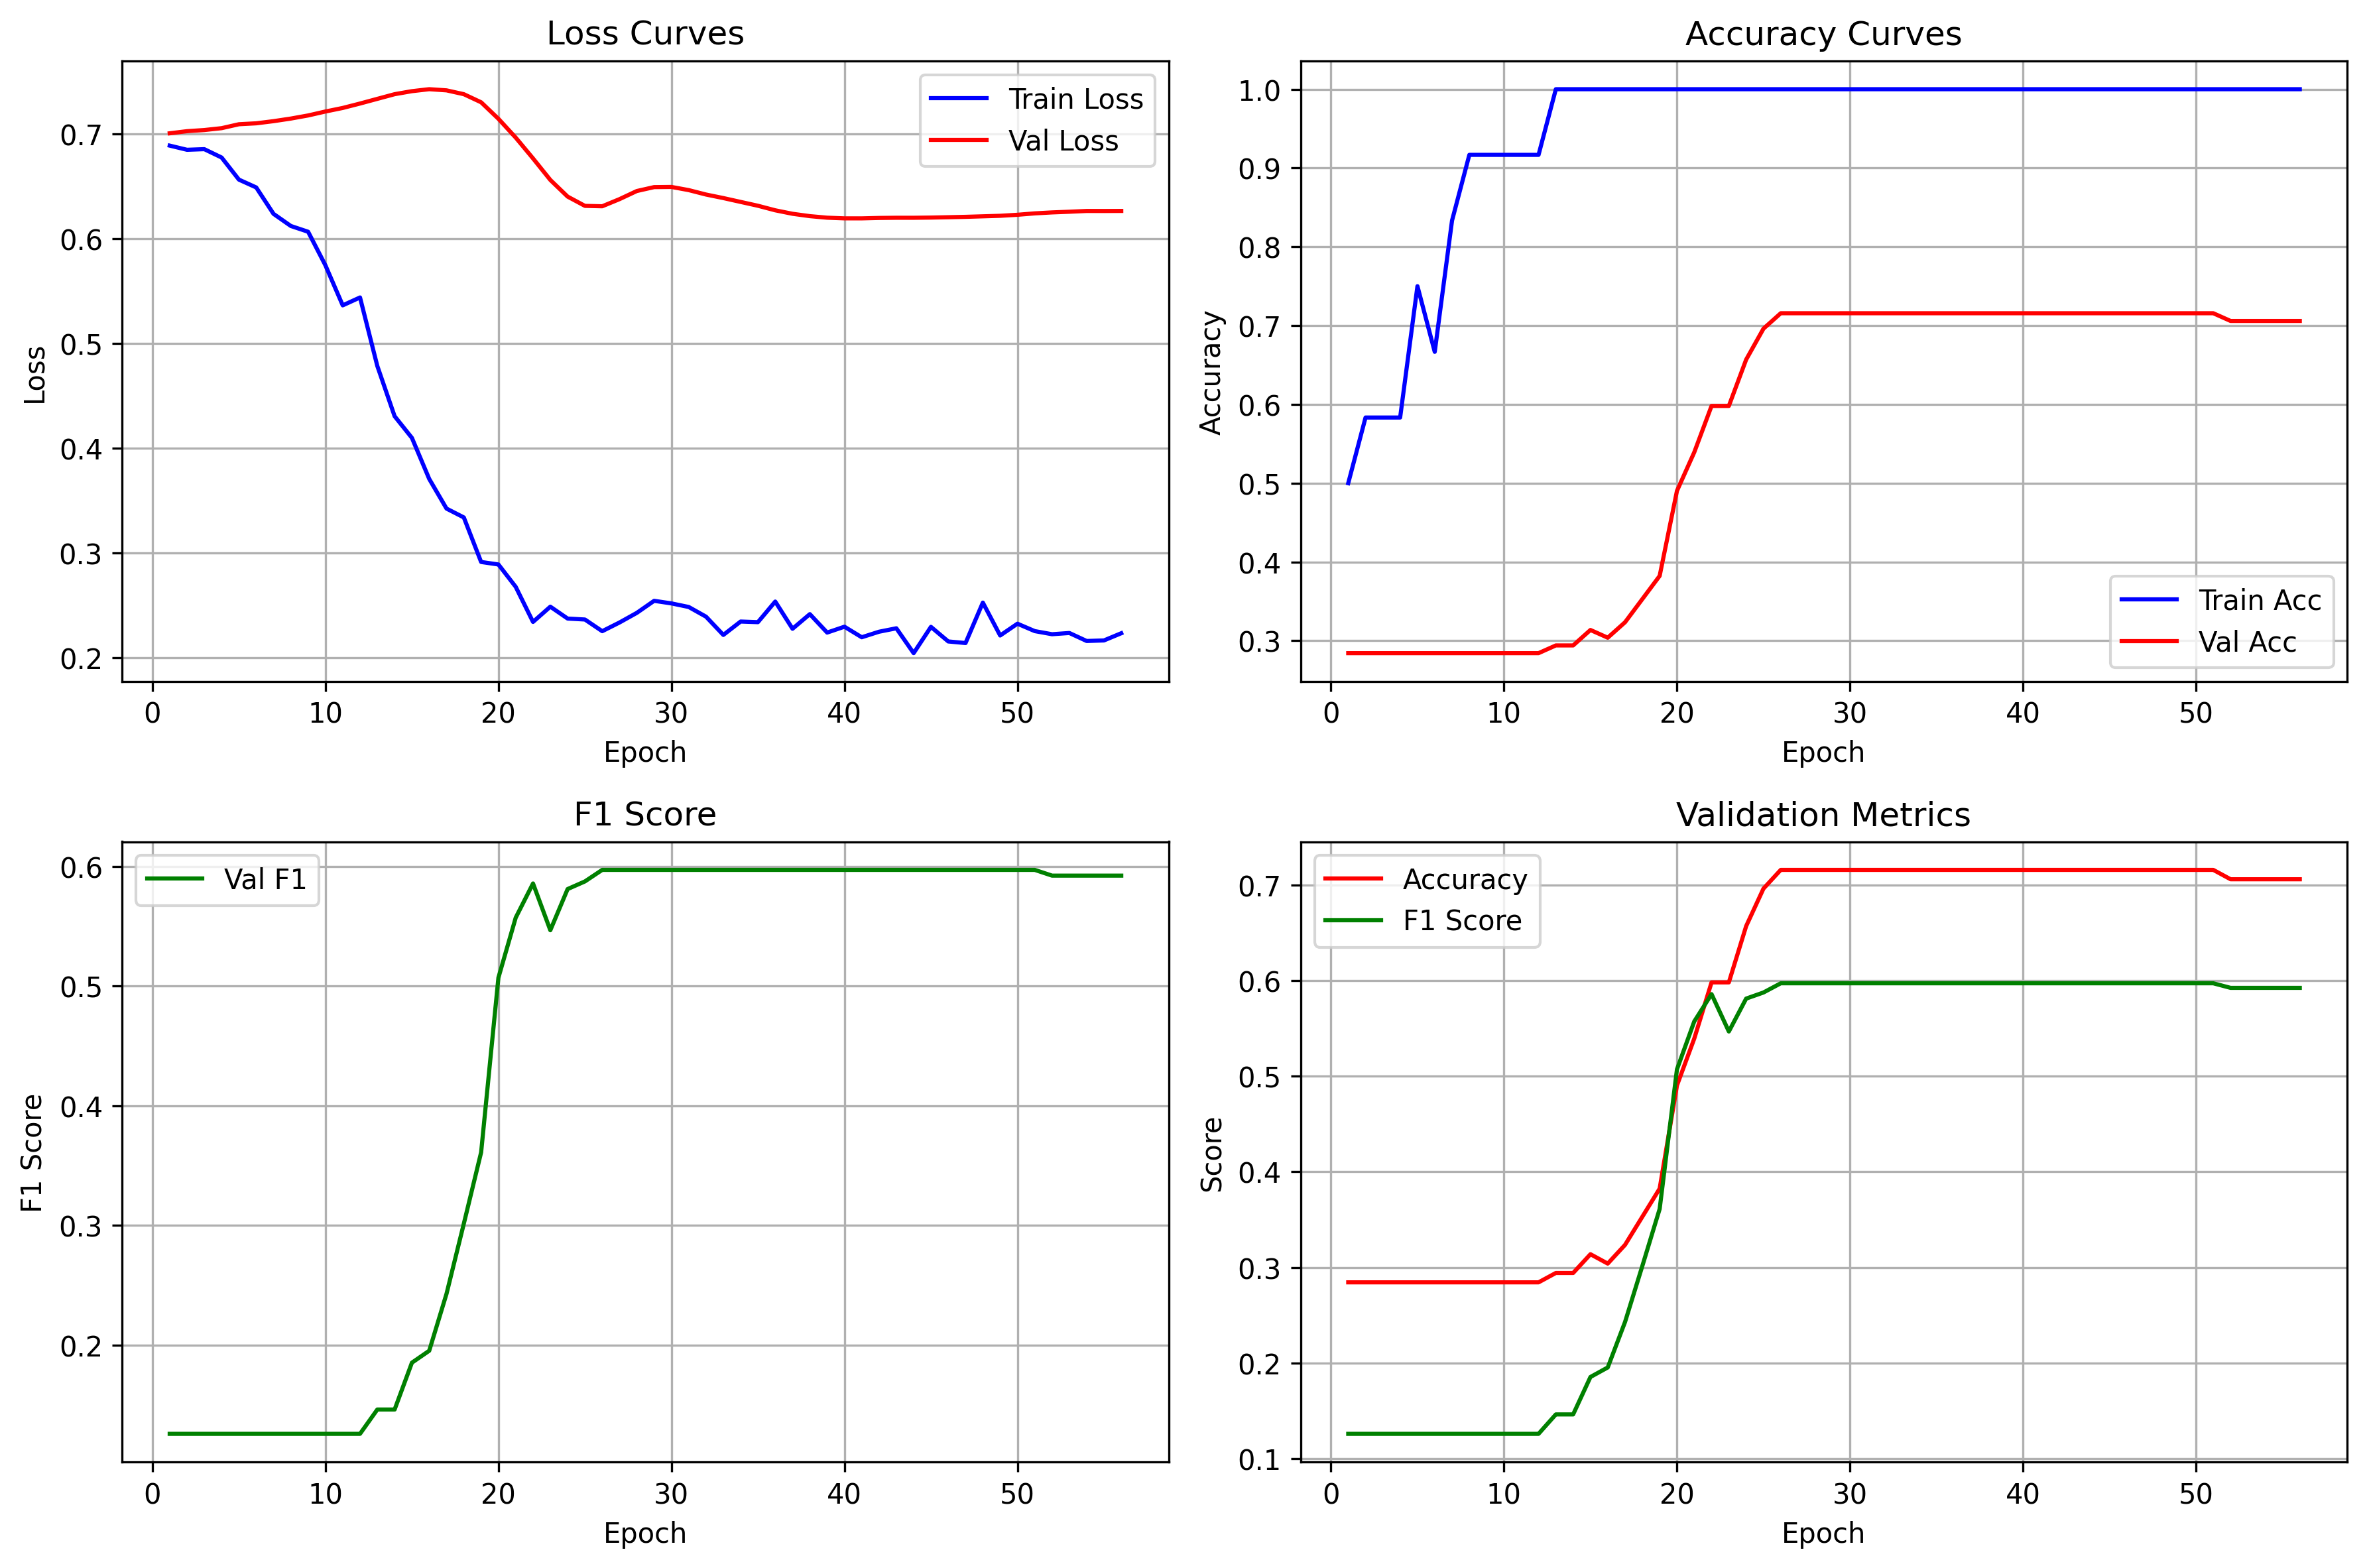 Loss Curves
0.7
0.6
0.5
0.4
0.3
0.2
Loss
Train Loss
Val Loss
0 10 20 30 40 50
Epoch
Accuracy Curves
1.0
0.9
0.8
0.7
0.6
0.5
0.4
0.3
Accuracy
Train Acc
Val Acc
0 10 20 30 40 50
Epoch
F1 Score
0.6
0.5
0.4
0.3
0.2
F1 Score
Val F1
0 10 20 30 40 50
Epoch
Validation Metrics
0.7
0.6
0.5
0.4
0.3
0.2
0.1
Score
Accuracy
F1 Score
0 10 20 30 40 50
Epoch